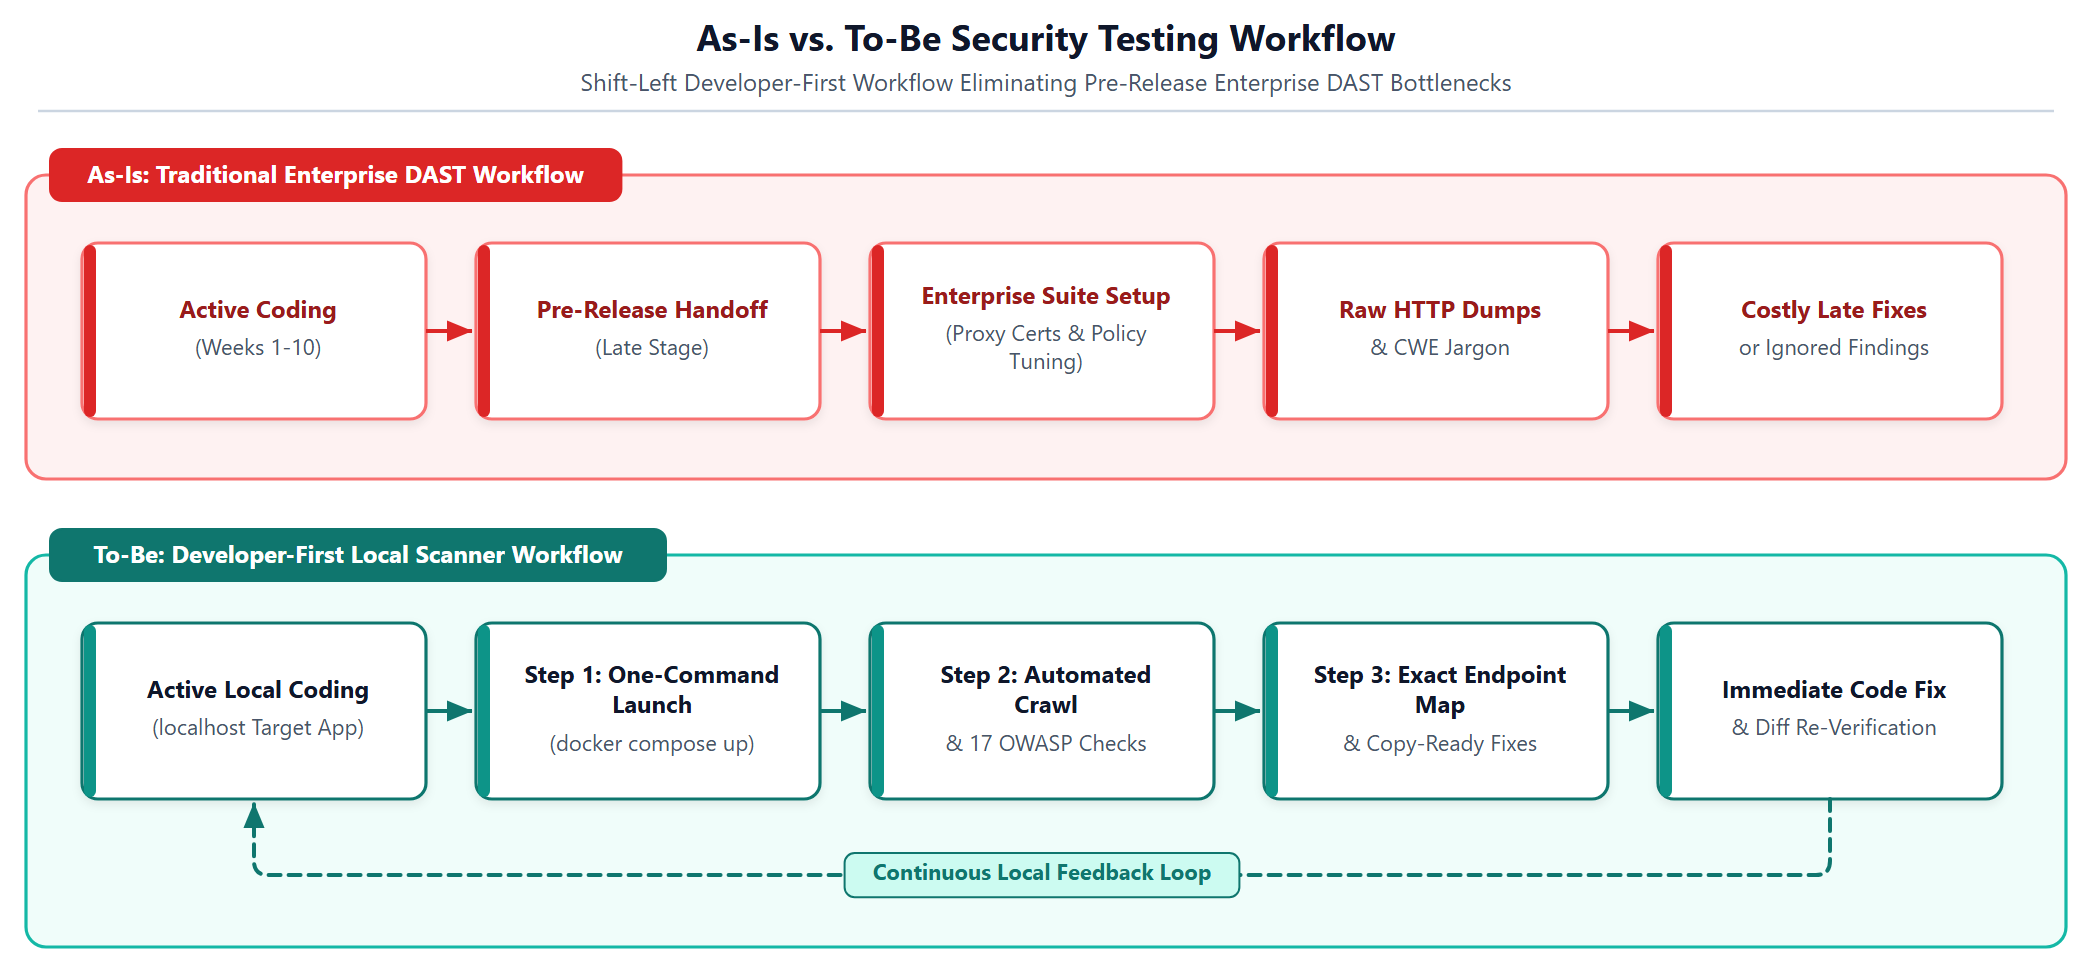 As-Is vs. To-Be Security Testing Workflow
Shift-Left Developer-First Workflow Eliminating Pre-Release Enterprise DAST Bottlenecks
As-Is: Traditional Enterprise DAST Workflow
Active Coding
(Weeks 1-10)
Pre-Release Handoff
(Late Stage)
Enterprise Suite Setup
(Proxy Certs & Policy
Tuning)
Raw HTTP Dumps
& CWE Jargon
Costly Late Fixes
or Ignored Findings
To-Be: Developer-First Local Scanner Workflow
Active Local Coding
(localhost Target App)
Step 1: One-Command
Launch
(docker compose up)
Step 2: Automated
Crawl
& 17 OWASP Checks
Step 3: Exact Endpoint
Map
& Copy-Ready Fixes
Immediate Code Fix
& Diff Re-Verification
Continuous Local Feedback Loop